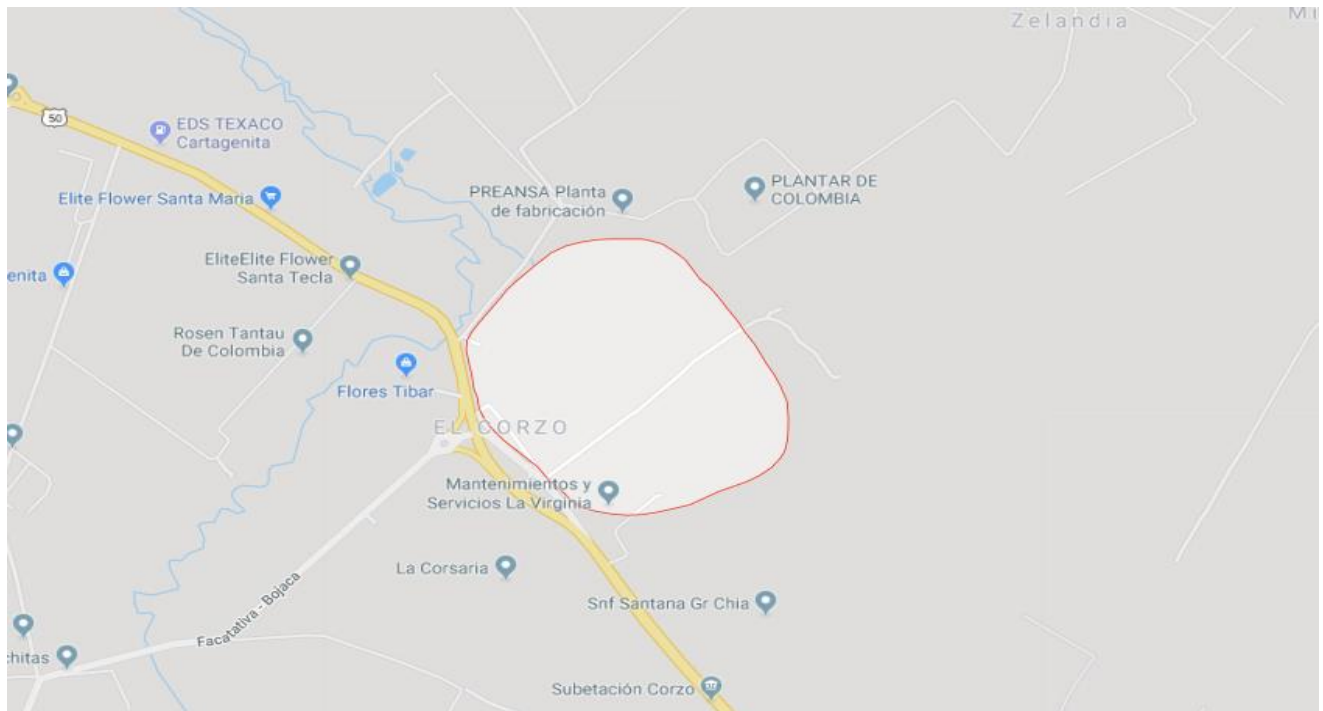 Zelandia
Mi
50
EDS TEXACO
Cartagenita
Elite Flower Santa Maria
PREANSA Planta
de fabricación
PLANTAR DE
COLOMBIA
EliteElite Flower
Santa Tecla
enita
Rosen Tantau
De Colombia
Flores Tibar
EL CORZO
Mantenimientos y
Servicios La Virginia
La Corsaria
Facatativa - Bojaca
Snf Santana Gr Chia
chitas
Subetación Corzo